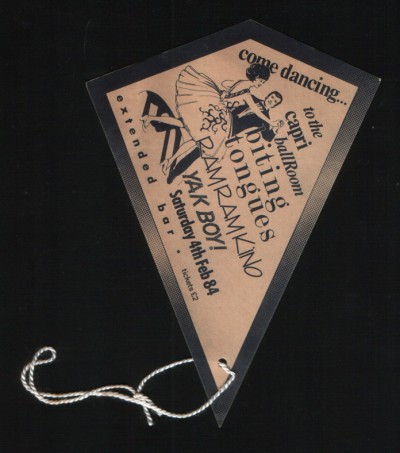 come dancing...
to the
capri
ballRoom
biting
tongues
RAMRAMKINO
YAK BOY!
Saturday 4th Feb 84
tickets £2
extended bar.